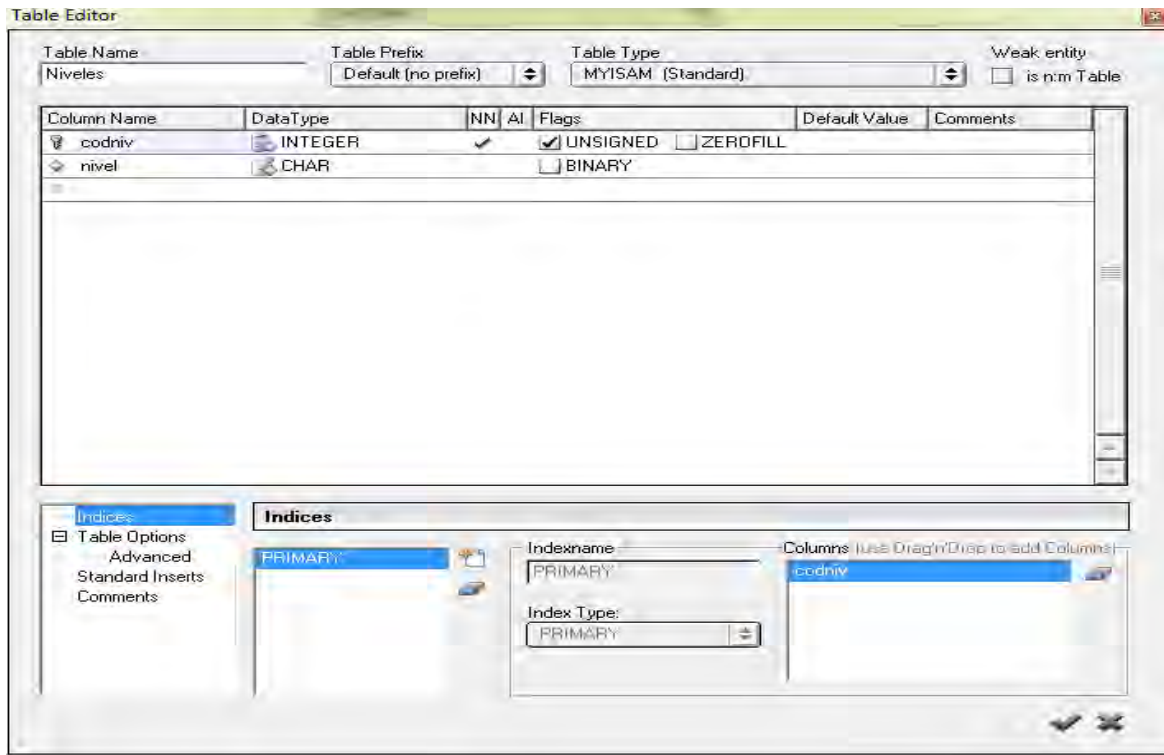 Table Editor
Table Name Table Prefix Table Type Weak entity
Niveles Default (no prefix) MYISAM (Standard) is n:m Table
Column Name DataType NN AI Flags Default Value Comments
codniv INTEGER UNSIGNED ZEROFILL
nivel CHAR BINARY
Indices Indices
Table Options
Advanced
Standard Inserts
Comments
PRIMARY
Indexname
PRIMARY
Index Type:
PRIMARY
Columns (use Drag'n'Drop to add Columns)
codniv